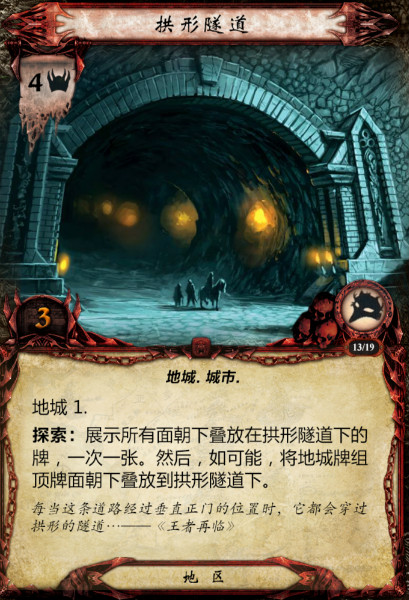 拱形隧道
4
3
13/19
地城. 城市.
地城 1.
探索：展示所有面朝下叠放在拱形隧道下的
牌，一次一张。然后，如可能，将地城牌组
顶牌面朝下叠放到拱形隧道下。
每当这条道路经过垂直正门的位置时，它都会穿过
拱形的隧道…——《王者再临》
地 区